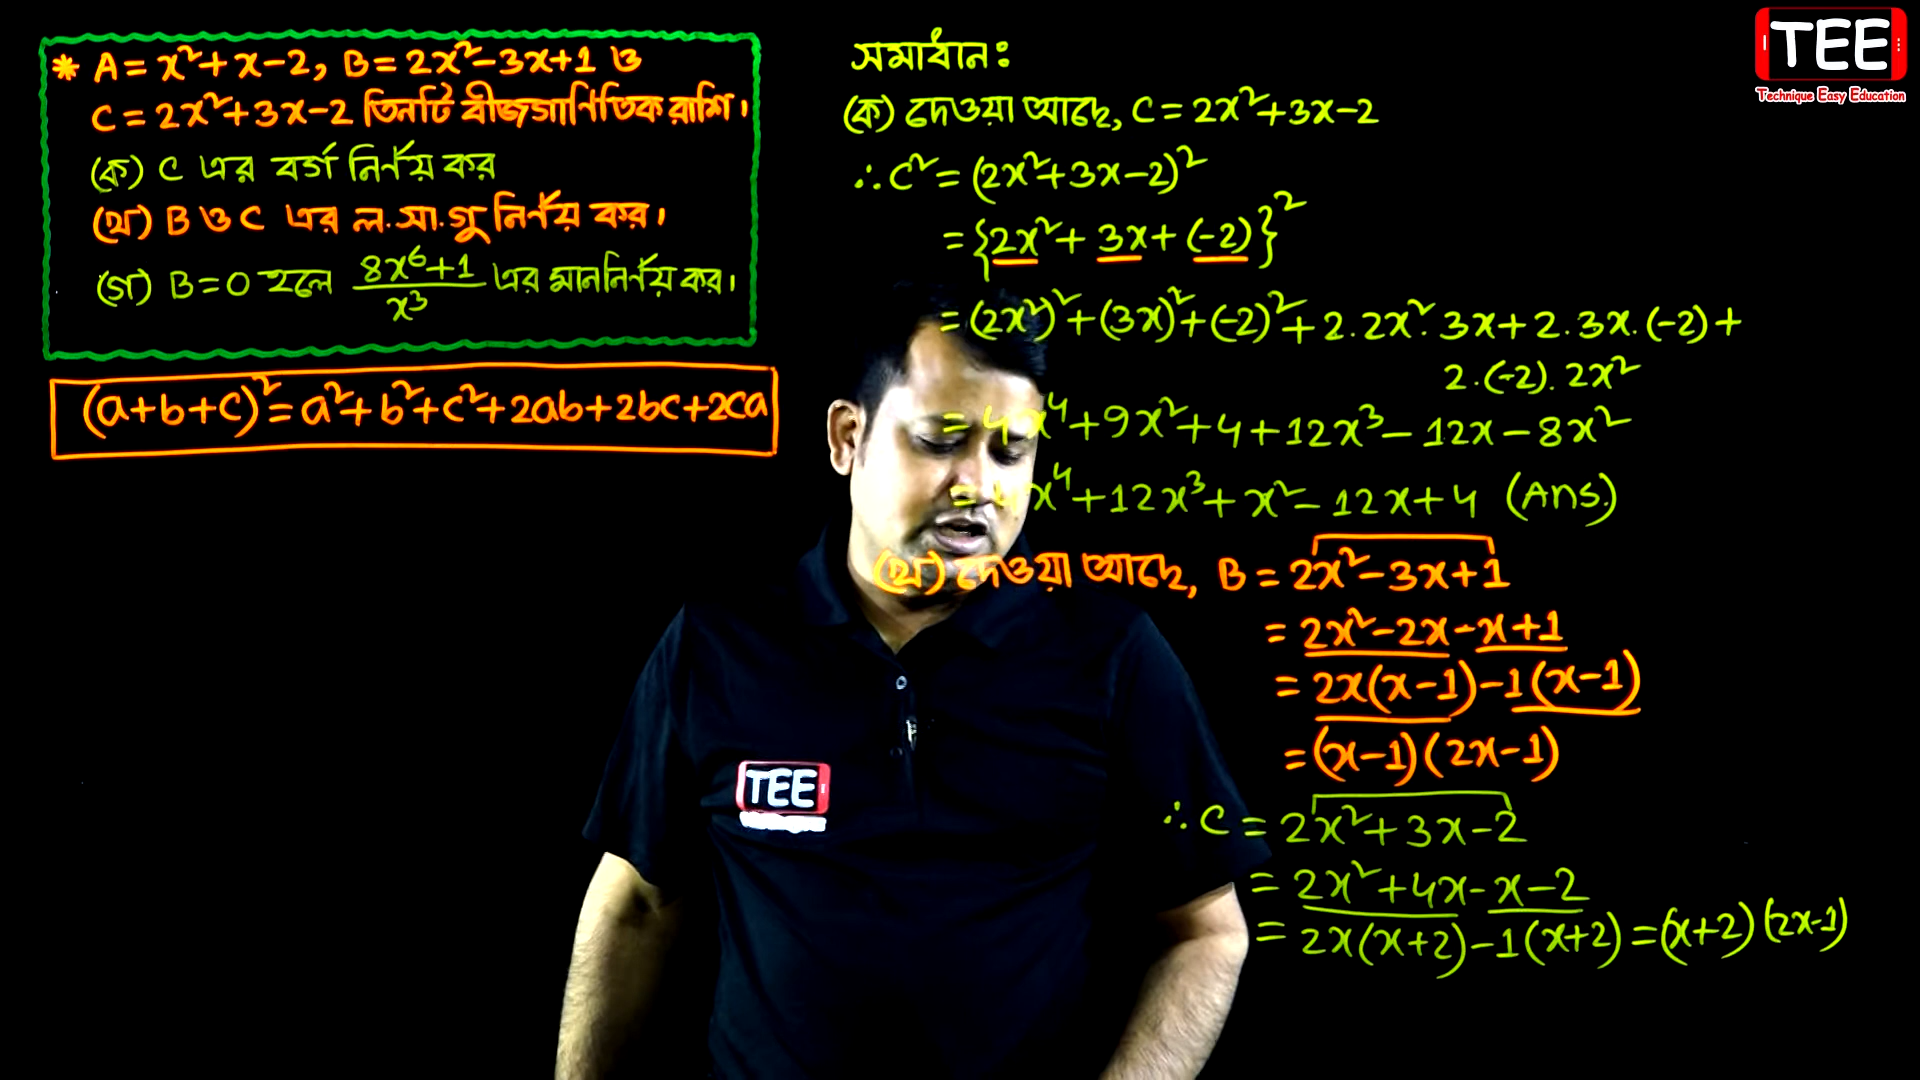 * A = x²+x-2, B = 2x²-3x+1 ও
C = 2x²+3x-2 তিনটি বীজগাণিতিক রাশি।
(ক) C এর বর্গ নির্ণয় কর
(খ) B ও C এর ল.সা.গু নির্ণয় কর।
(গ) B=0 হলে (8x⁶+1)/x³ এর মান নির্ণয় কর।
(a+b+c)² = a²+b²+c²+2ab+2bc+2ca
সমাধান:
(ক) দেওয়া আছে, C = 2x²+3x-2
∴ C² = (2x²+3x-2)²
= {2x²+ 3x + (-2)}²
= (2x²)²+(3x)²+(-2)²+2.2x².3x+2.3x.(-2)+
2.(-2).2x²
= 4x⁴+9x²+4+12x³-12x-8x²
= 4x⁴+12x³+x²-12x+4 (Ans.)
(খ) দেওয়া আছে, B = 2x²-3x+1
= 2x²-2x-x+1
= 2x(x-1)-1(x-1)
= (x-1)(2x-1)
∴ C = 2x²+3x-2
= 2x²+4x-x-2
= 2x(x+2)-1(x+2) = (x+2)(2x-1)
TEE
Technique Easy Education
TEE